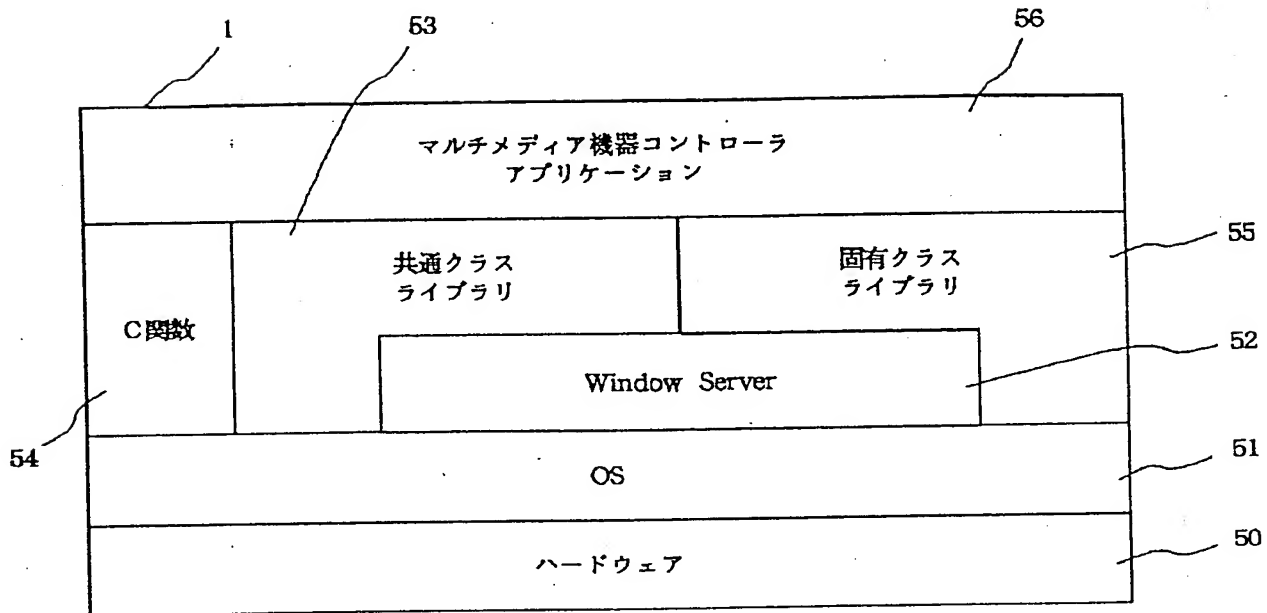 1
53
56
マルチメディア機器コントローラ
アプリケーション
C関数
共通クラス
ライブラリ
固有クラス
ライブラリ
55
Window Server
52
54
OS
51
ハードウェア
50